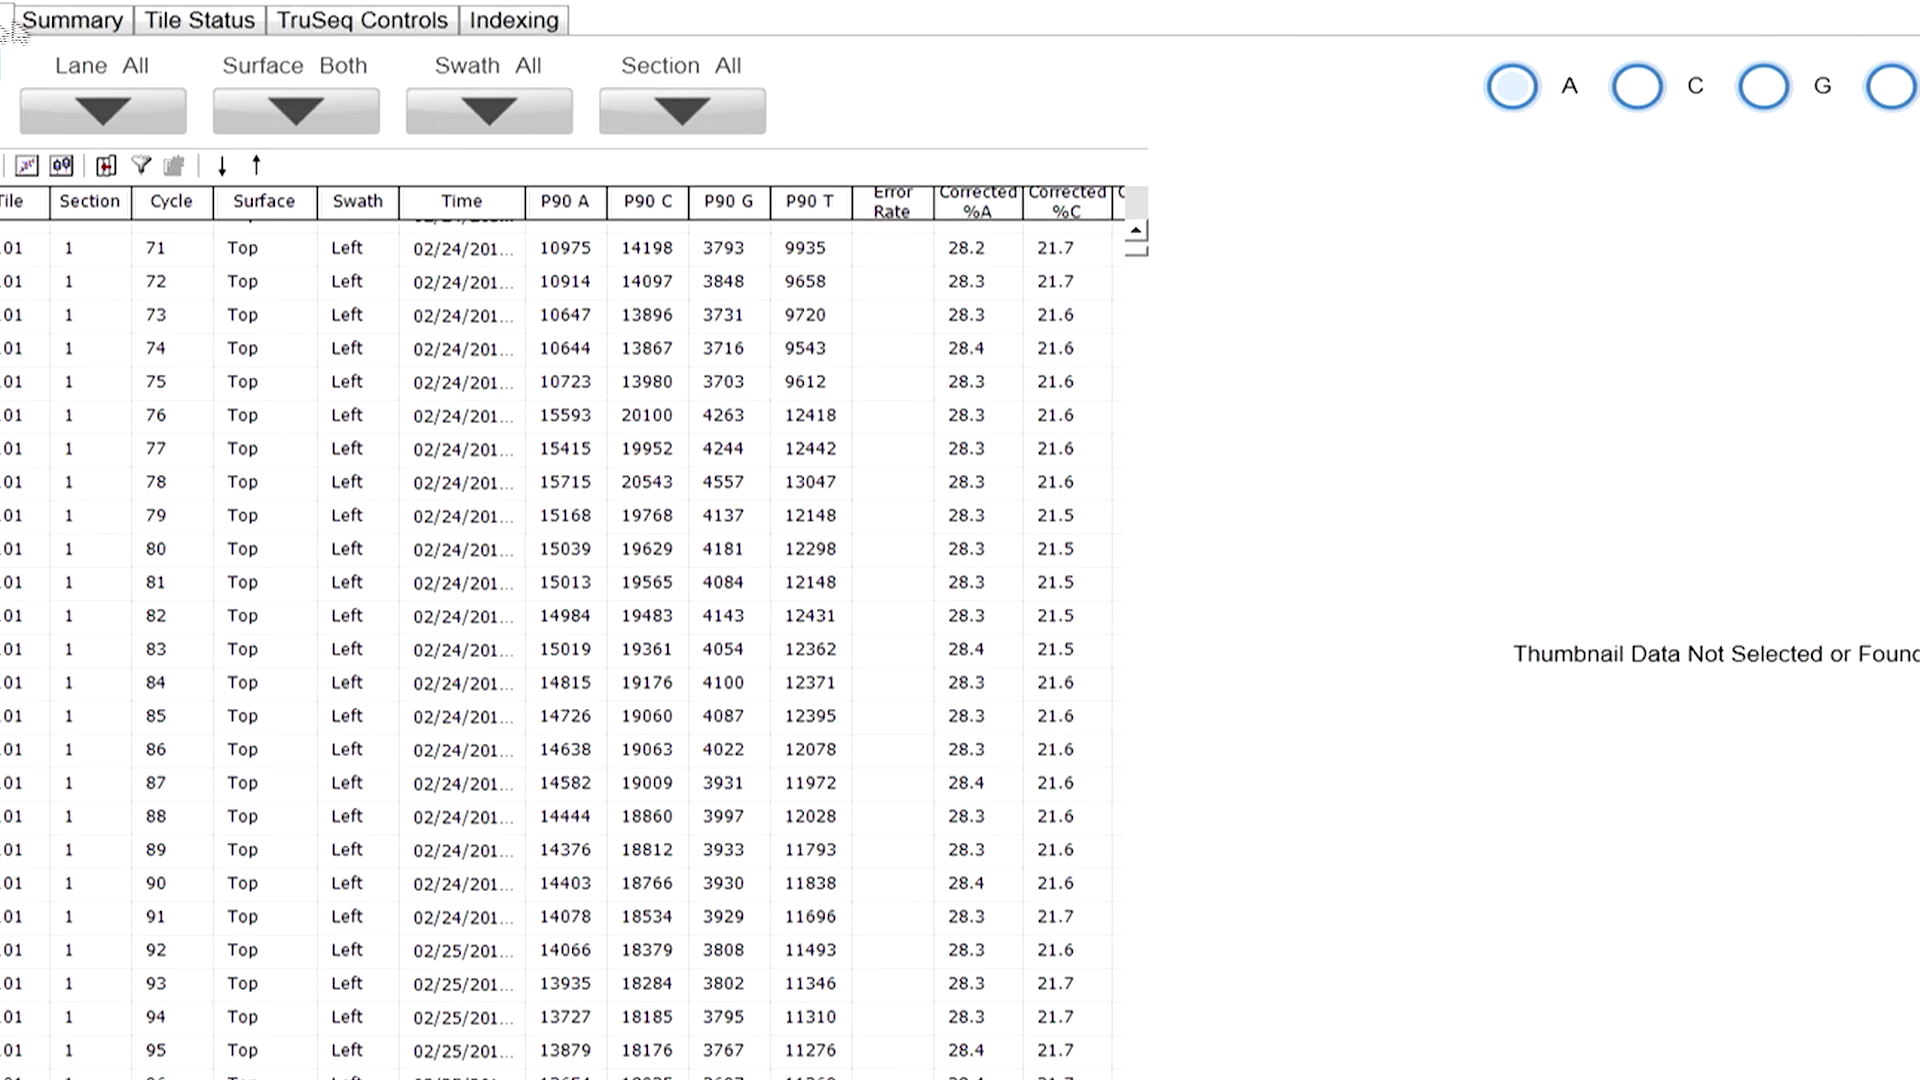 Summary Tile Status TruSeq Controls Indexing
Lane All Surface Both Swath All Section All
A C G
Tile Section Cycle Surface Swath Time P90 A P90 C P90 G P90 T Error Rate Corrected %A Corrected %C
01 1 71 Top Left 02/24/201... 10975 14198 3793 9935 28.2 21.7
01 1 72 Top Left 02/24/201... 10914 14097 3848 9658 28.3 21.7
01 1 73 Top Left 02/24/201... 10647 13896 3731 9720 28.3 21.6
01 1 74 Top Left 02/24/201... 10644 13867 3716 9543 28.4 21.6
01 1 75 Top Left 02/24/201... 10723 13980 3703 9612 28.3 21.6
01 1 76 Top Left 02/24/201... 15593 20100 4263 12418 28.3 21.6
01 1 77 Top Left 02/24/201... 15415 19952 4244 12442 28.3 21.6
01 1 78 Top Left 02/24/201... 15715 20543 4557 13047 28.3 21.6
01 1 79 Top Left 02/24/201... 15168 19768 4137 12148 28.3 21.5
01 1 80 Top Left 02/24/201... 15039 19629 4181 12298 28.3 21.5
01 1 81 Top Left 02/24/201... 15013 19565 4084 12148 28.3 21.5
01 1 82 Top Left 02/24/201... 14984 19483 4143 12431 28.3 21.5
01 1 83 Top Left 02/24/201... 15019 19361 4054 12362 28.4 21.5
Thumbnail Data Not Selected or Found
01 1 84 Top Left 02/24/201... 14815 19176 4100 12371 28.3 21.6
01 1 85 Top Left 02/24/201... 14726 19060 4087 12395 28.3 21.6
01 1 86 Top Left 02/24/201... 14638 19063 4022 12078 28.3 21.6
01 1 87 Top Left 02/24/201... 14582 19009 3931 11972 28.4 21.6
01 1 88 Top Left 02/24/201... 14444 18860 3997 12028 28.3 21.6
01 1 89 Top Left 02/24/201... 14376 18812 3933 11793 28.3 21.6
01 1 90 Top Left 02/24/201... 14403 18766 3930 11838 28.4 21.6
01 1 91 Top Left 02/24/201... 14078 18534 3929 11696 28.3 21.7
01 1 92 Top Left 02/25/201... 14066 18379 3808 11493 28.3 21.6
01 1 93 Top Left 02/25/201... 13935 18284 3802 11346 28.3 21.7
01 1 94 Top Left 02/25/201... 13727 18185 3795 11310 28.3 21.7
01 1 95 Top Left 02/25/201... 13879 18176 3767 11276 28.4 21.7